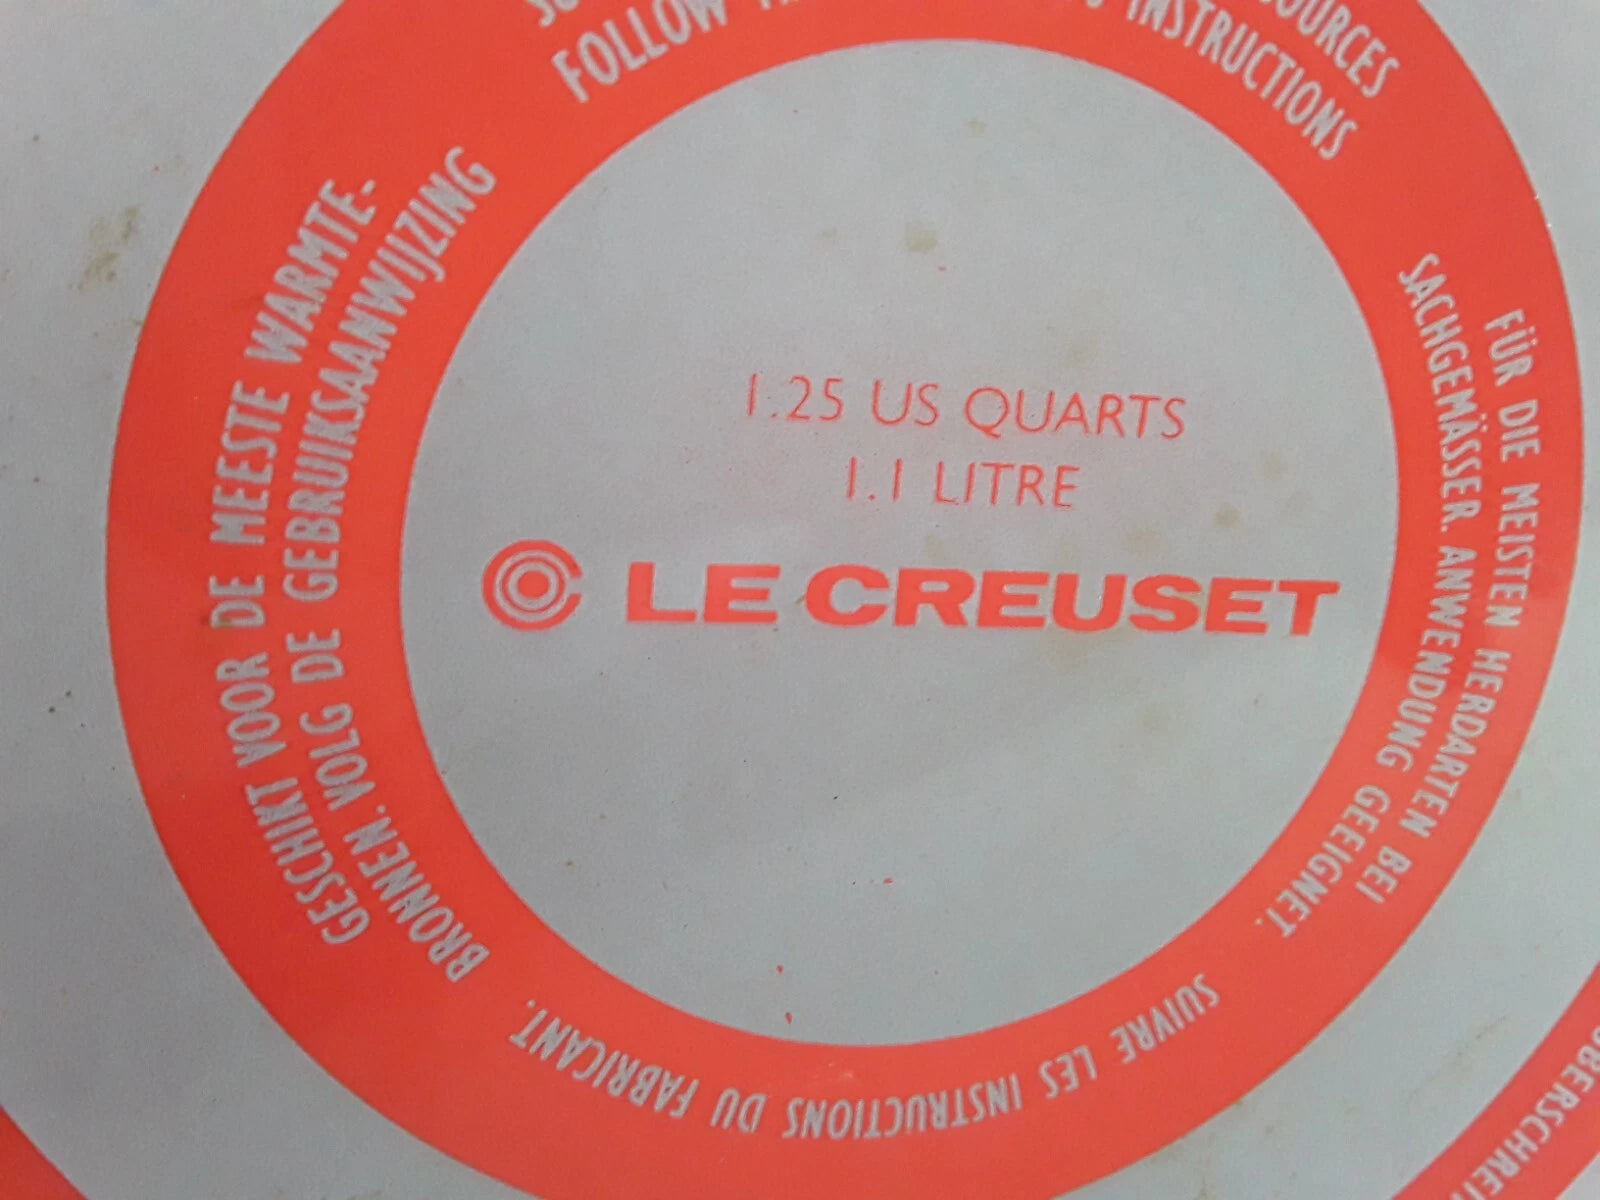 SOURCES
FOLLOW INSTRUCTIONS
FÜR DIE MEISTEN HERDARTEN BEI
SACHGEMÄSSER. ANWENDUNG GEEIGNET.
SUIVRE LES INSTRUCTIONS DU FABRICANT.
GESCHIKT VOOR DE MEESTE WARMTE-
BRONNEN. VOLG DE GEBRUIKSAANWIJZING
1.25 US QUARTS
1.1 LITRE
LE CREUSET